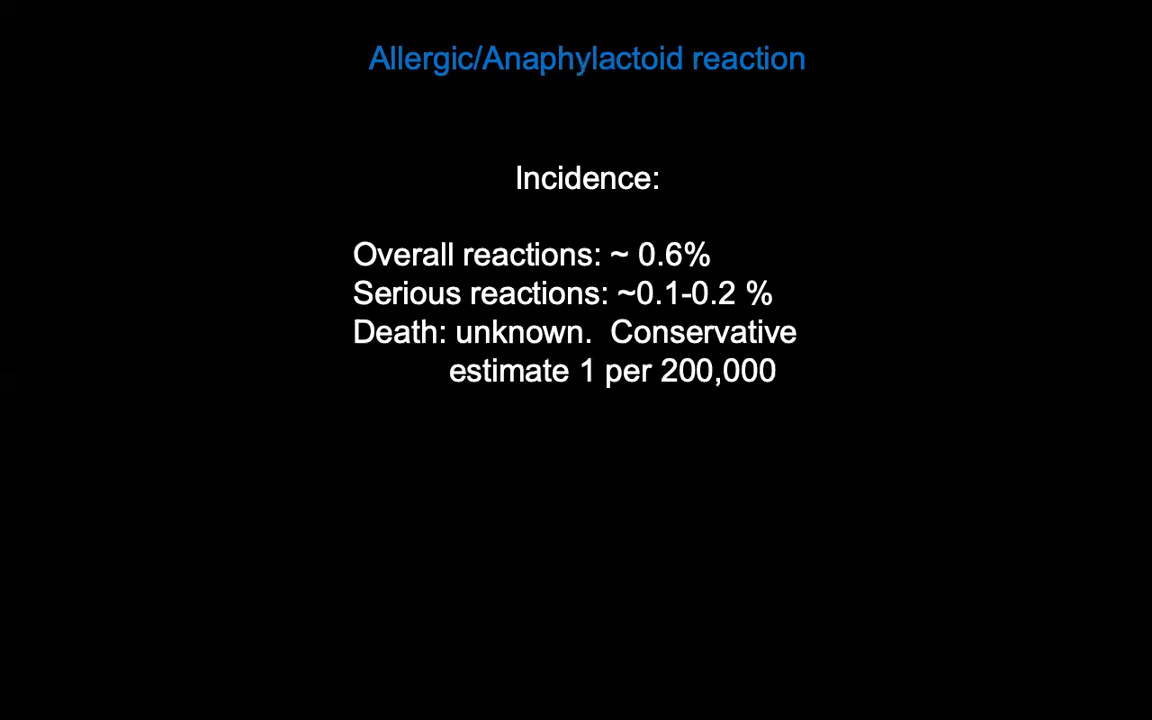 Allergic/Anaphylactoid reaction
Incidence:
Overall reactions: ~ 0.6%
Serious reactions: ~0.1-0.2 %
Death: unknown.  Conservative
estimate 1 per 200,000